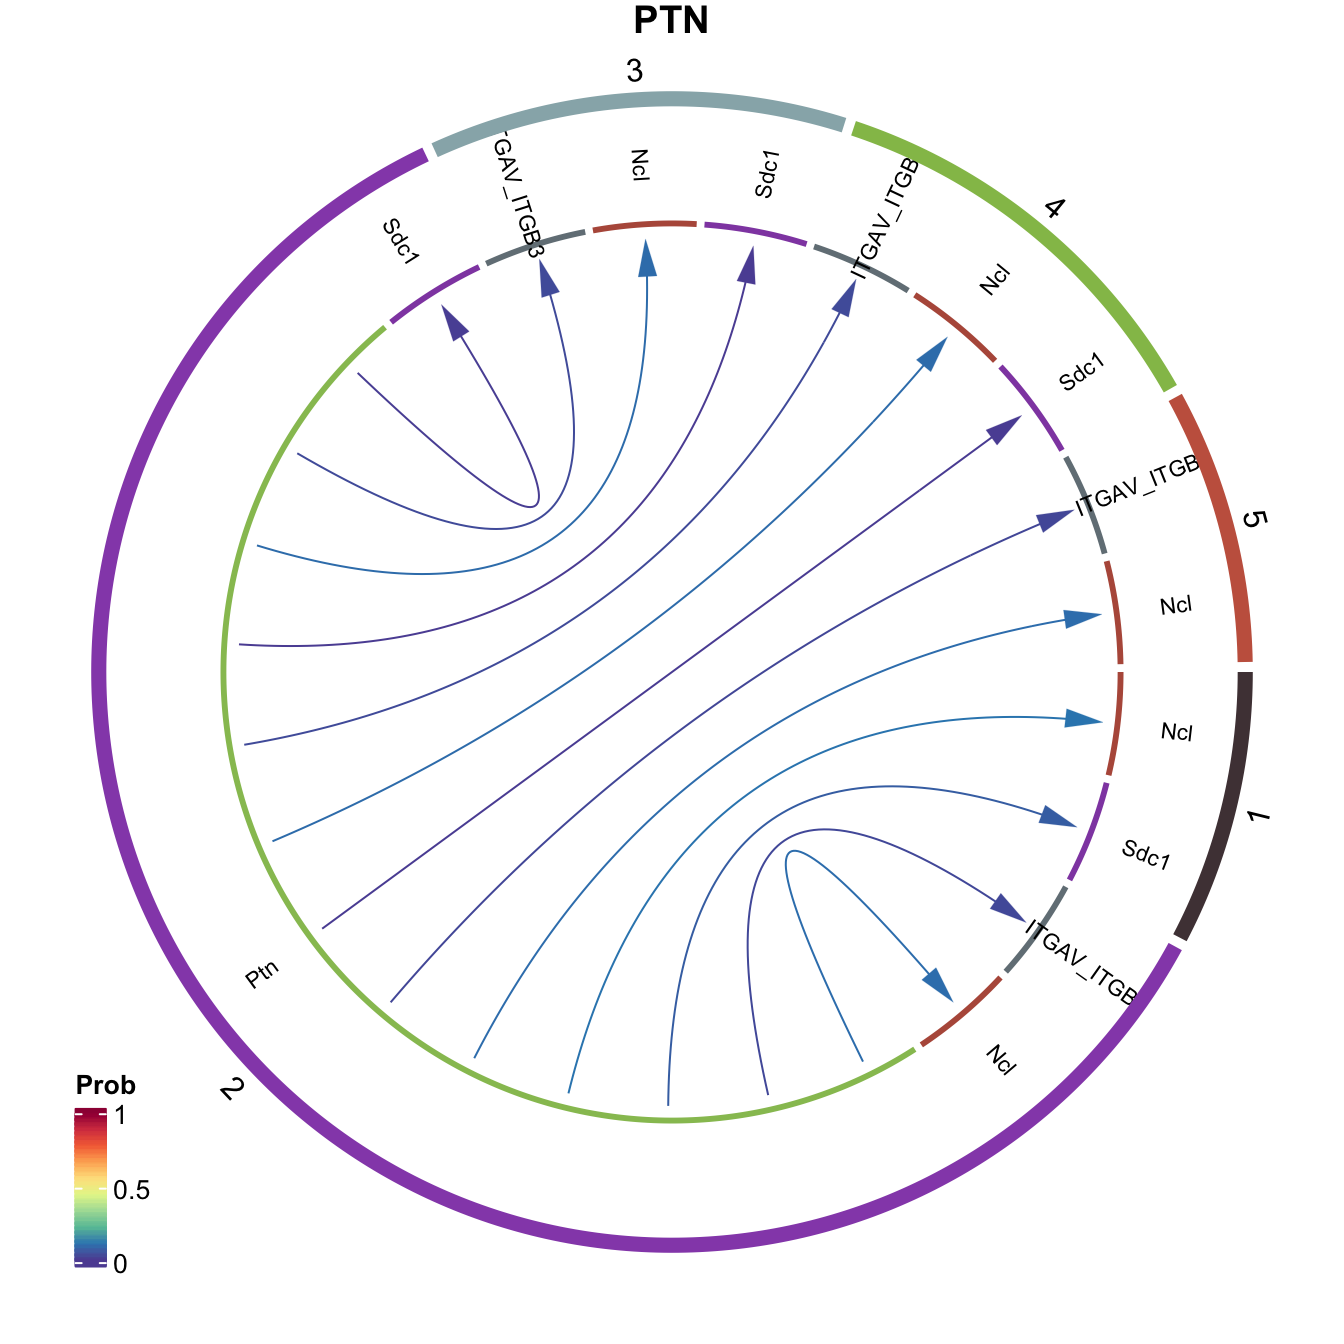 PTN
3
Sdc1
GAV_ITGB3
Ncl
Sdc1
ITGAV_ITGB
4
Ncl
Sdc1
ITGAV_ITGB
5
Ncl
Ncl
1
Sdc1
ITGAV_ITGB
Ncl
Ptn
2
Prob
1
0.5
0